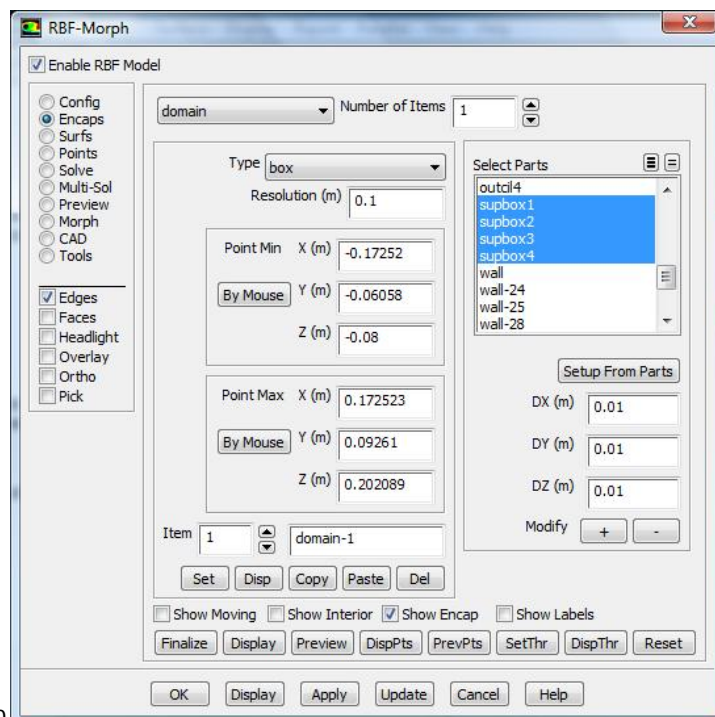 RBF-Morph
Enable RBF Model
Config
Encaps
Surfs
Points
Solve
Multi-Sol
Preview
Morph
CAD
Tools
Edges
Faces
Headlight
Overlay
Ortho
Pick
domain Number of Items 1
Type box
Resolution (m) 0.1
Point Min X (m) -0.17252
By Mouse Y (m) -0.06058
Z (m) -0.08
Point Max X (m) 0.172523
By Mouse Y (m) 0.09261
Z (m) 0.202089
Item 1 domain-1
Set Disp Copy Paste Del
Select Parts
outcil4
supbox1
supbox2
supbox3
supbox4
wall
wall-24
wall-25
wall-28
Setup From Parts
DX (m) 0.01
DY (m) 0.01
DZ (m) 0.01
Modify + -
Show Moving Show Interior Show Encap Show Labels
Finalize Display Preview DispPts PrevPts SetThr DispThr Reset
OK Display Apply Update Cancel Help